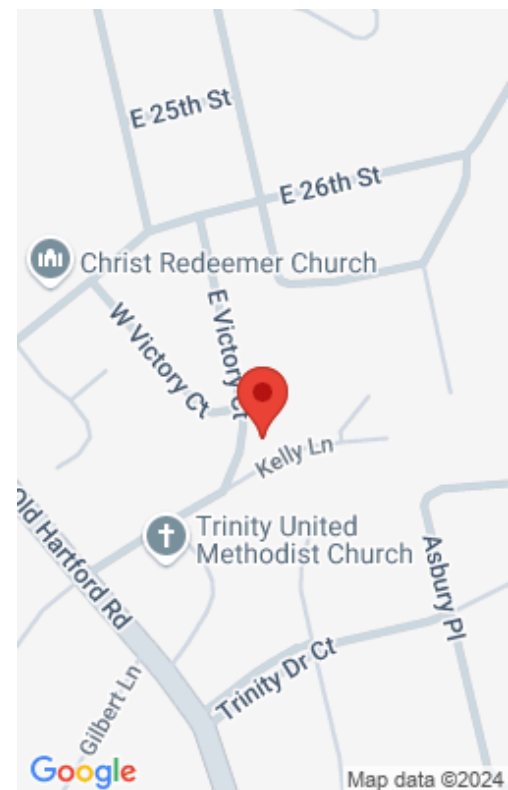 E 25th St
E 26th St
Christ Redeemer Church
W Victory Ct
E Victory Ct
Kelly Ln
Trinity United
Methodist Church
Old Hartford Rd
Asbury Pl
Trinity Dr Ct
Gilbert Ln
Google
Map data ©2024